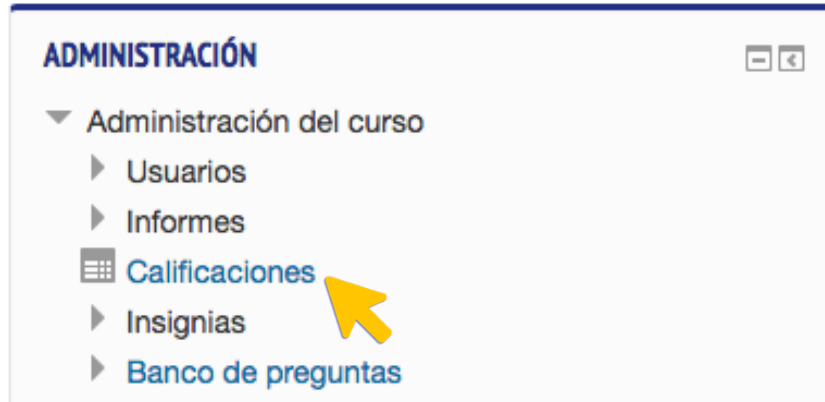 ADMINISTRACIÓN
Administración del curso
Usuarios
Informes
Calificaciones
Insignias
Banco de preguntas